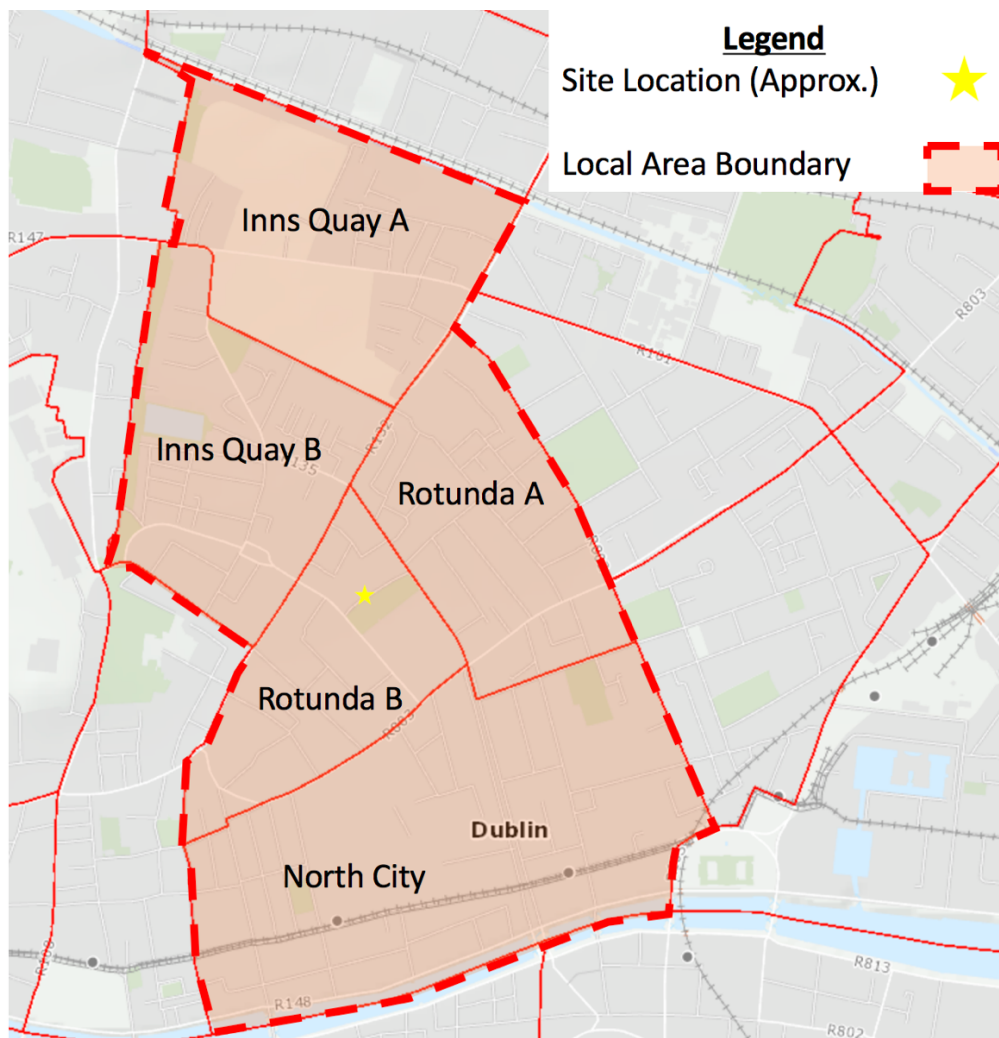 Legend
Site Location (Approx.)
Local Area Boundary
Inns Quay A
R147
R803
R101
R132
Inns Quay B
R135
Rotunda A
Rotunda B
Dublin
North City
R148
R813
R802